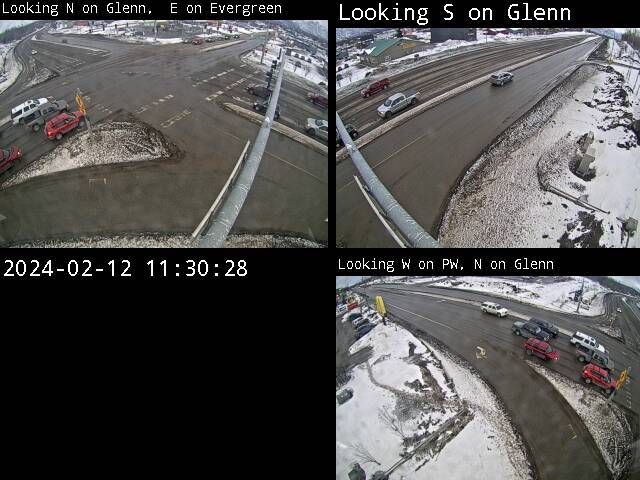 Looking N on Glenn, E on Evergreen
Looking S on Glenn
2024-02-12 11:30:28
Looking W on PW, N on Glenn